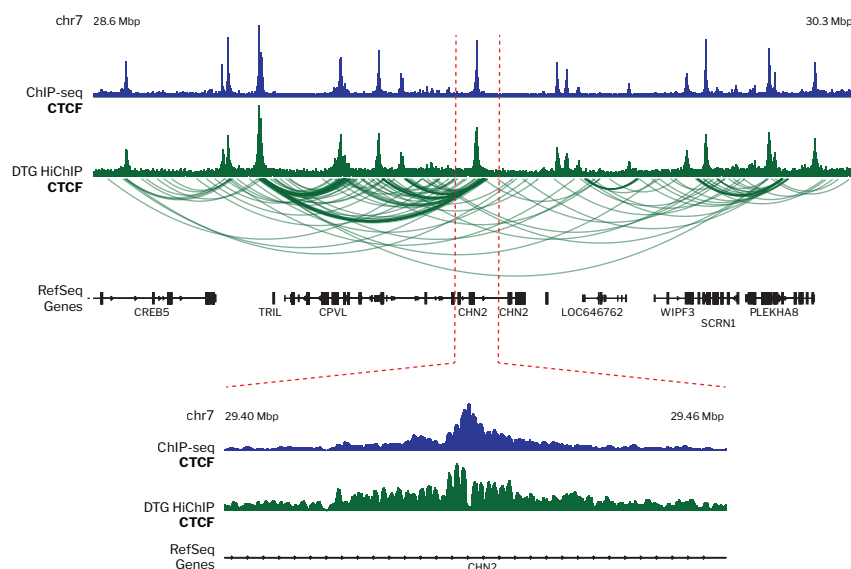 chr7 28.6 Mbp 30.3 Mbp
ChIP-seq
CTCF
DTG HiChIP
CTCF
RefSeq
Genes
CREB5 TRIL CPVL CHN2 CHN2 LOC646762 WIPF3 SCRN1 PLEKHA8
chr7 29.40 Mbp 29.46 Mbp
ChIP-seq
CTCF
DTG HiChIP
CTCF
RefSeq
Genes
CHN2